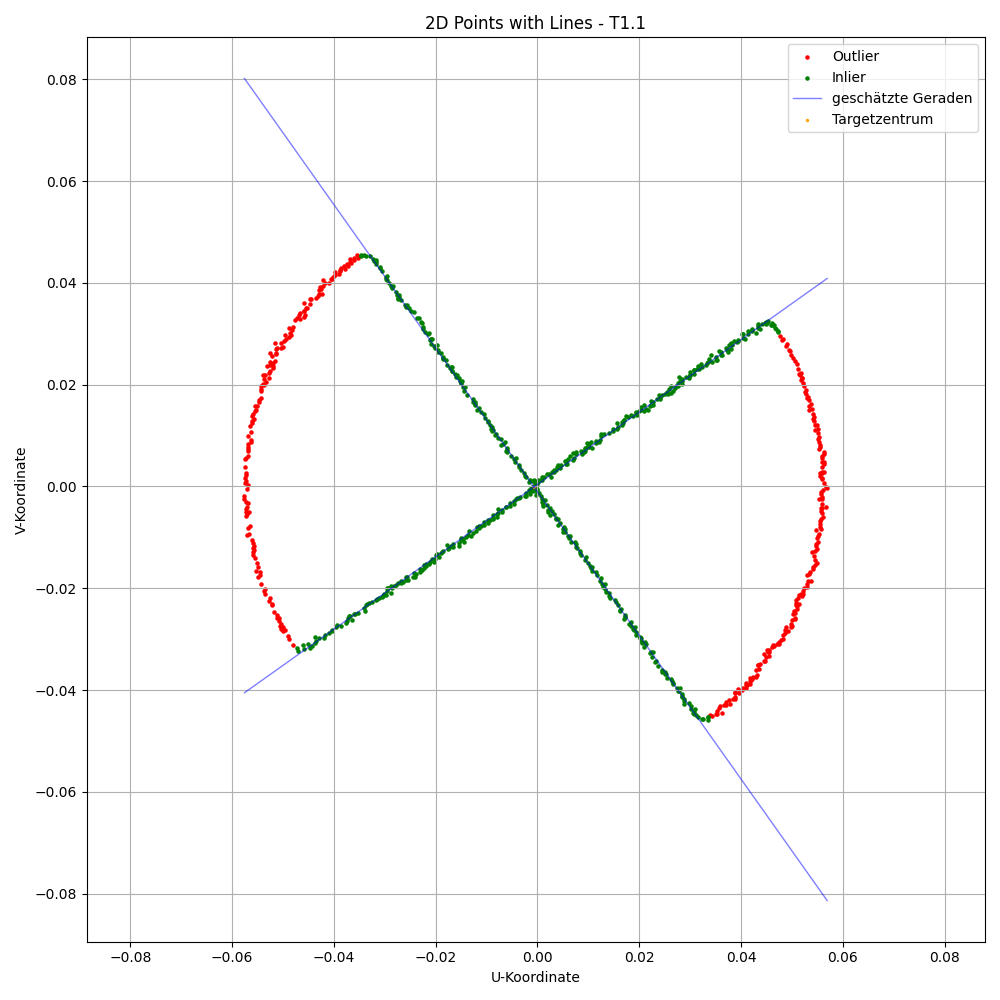 2D Points with Lines - T1.1
Outlier
Inlier
geschätzte Geraden
Targetzentrum
0.08
0.06
0.04
0.02
0.00
−0.02
−0.04
−0.06
−0.08
V-Koordinate
−0.08 −0.06 −0.04 −0.02 0.00 0.02 0.04 0.06 0.08
U-Koordinate